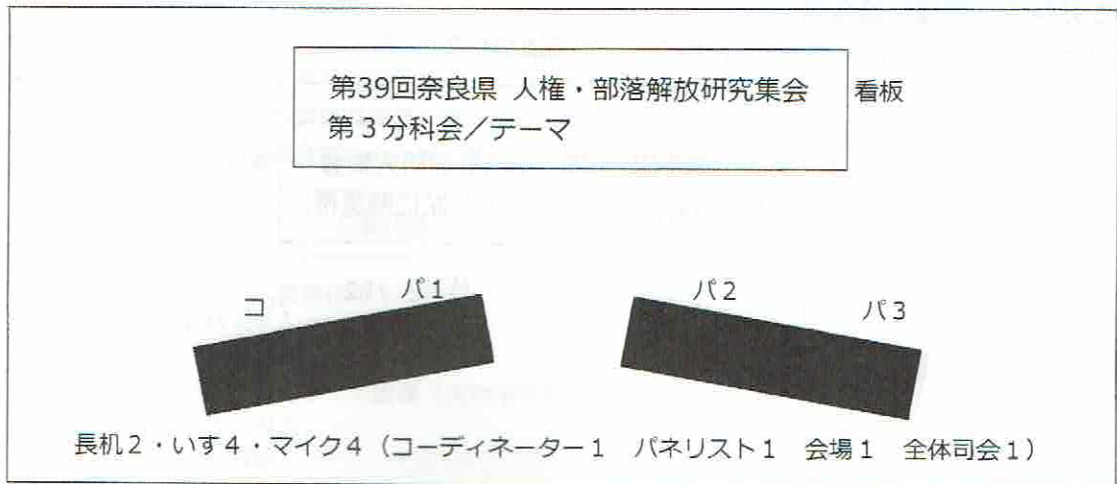 第39回奈良県 人権・部落解放研究集会
第３分科会／テーマ
看板
コ
パ１
パ２
パ３
長机２・いす４・マイク４（コーディネーター１　パネリスト１　会場１　全体司会１）